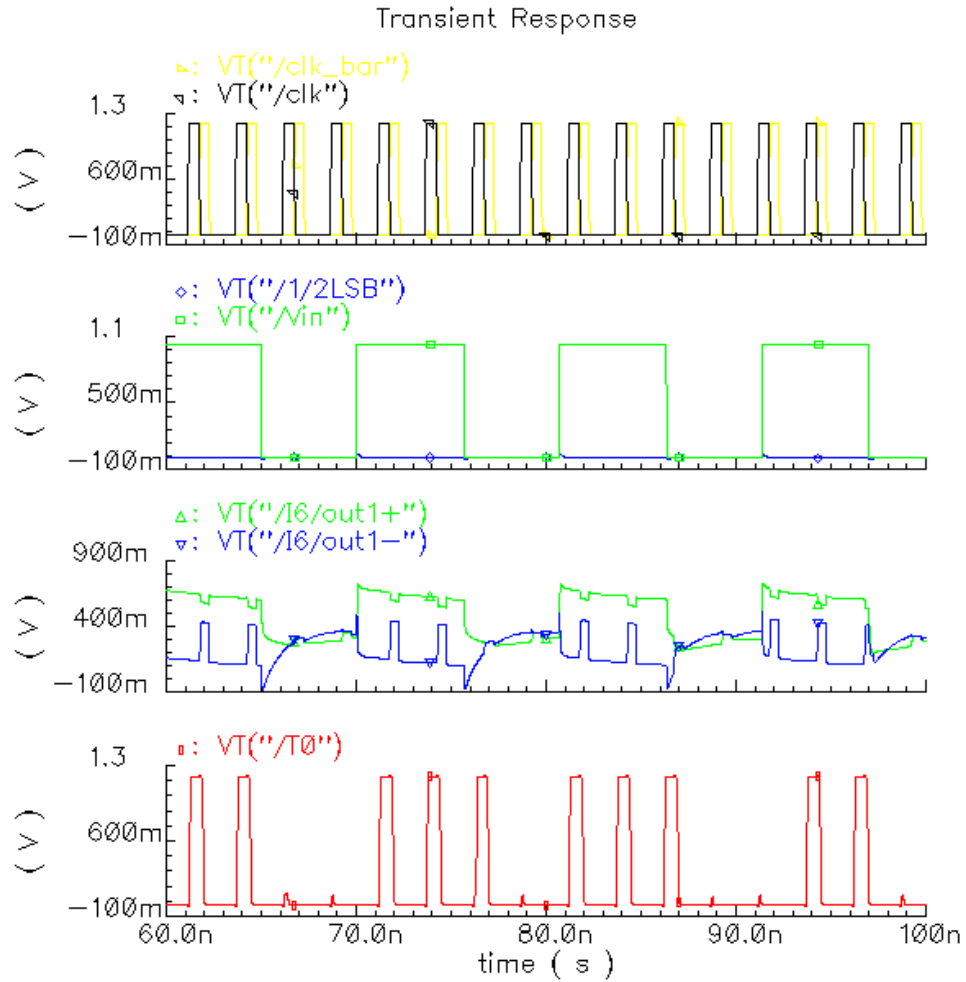 Transient Response
▷: VT("/clk_bar")
◁: VT("/clk")
1.3
( V )
600m
−100m
◇: VT("/1/2LSB")
□: VT("/Vin")
1.1
( V )
500m
−100m
△: VT("/I6/out1+")
▽: VT("/I6/out1−")
900m
( V )
400m
−100m
▯: VT("/T0")
1.3
( V )
600m
−100m
60.0n 70.0n 80.0n 90.0n 100n
time ( s )